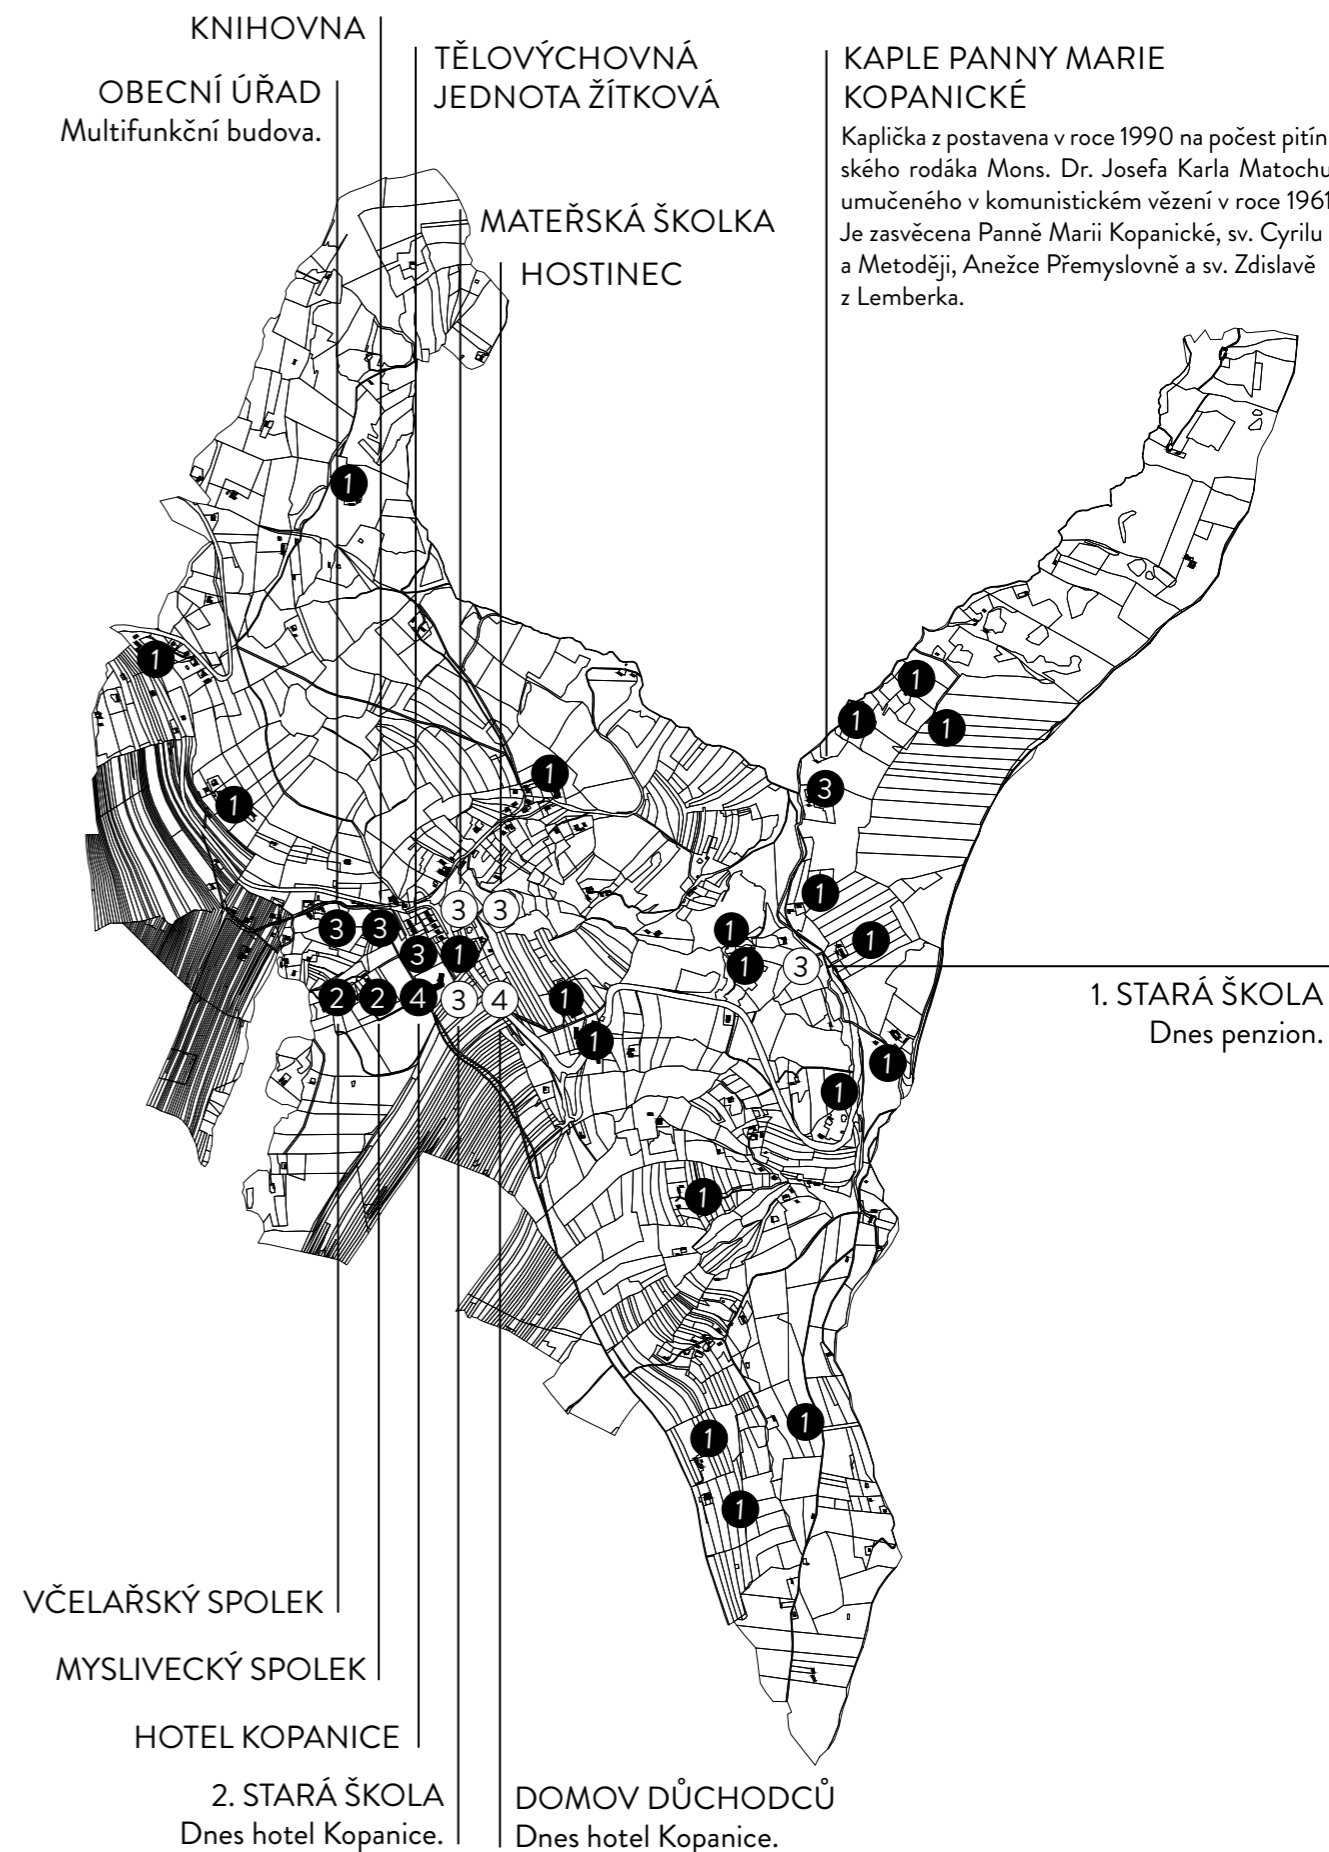 KNIHOVNA
OBECNÍ ÚŘAD
Multifunkční budova.
TĚLOVÝCHOVNÁ
JEDNOTA ŽÍTKOVÁ
KAPLE PANNY MARIE
KOPANICKÉ
Kaplička z postavena v roce 1990 na počest pitín
ského rodáka Mons. Dr. Josefa Karla Matochu
umučeného v komunistickém vězení v roce 1961
Je zasvěcena Panně Marii Kopanické, sv. Cyrilu
a Metoději, Anežce Přemyslovně a sv. Zdislavě
z Lemberka.
MATEŘSKÁ ŠKOLKA
HOSTINEC
1
1
1
1
1
1
1
3
1
3
3
3
3
1
1
3
1
1
3
2
2
4
3
4
1
1
1
1
1
1
1
1
1. STARÁ ŠKOLA
Dnes penzion.
VČELAŘSKÝ SPOLEK
MYSLIVECKÝ SPOLEK
HOTEL KOPANICE
2. STARÁ ŠKOLA
Dnes hotel Kopanice.
DOMOV DŮCHODCŮ
Dnes hotel Kopanice.